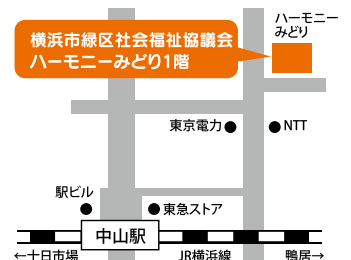 ハーモニー
みどり
横浜市緑区社会福祉協議会
ハーモニーみどり1階
東京電力
NTT
駅ビル
東急ストア
中山駅
←十日市場
JR横浜線
鴨居→